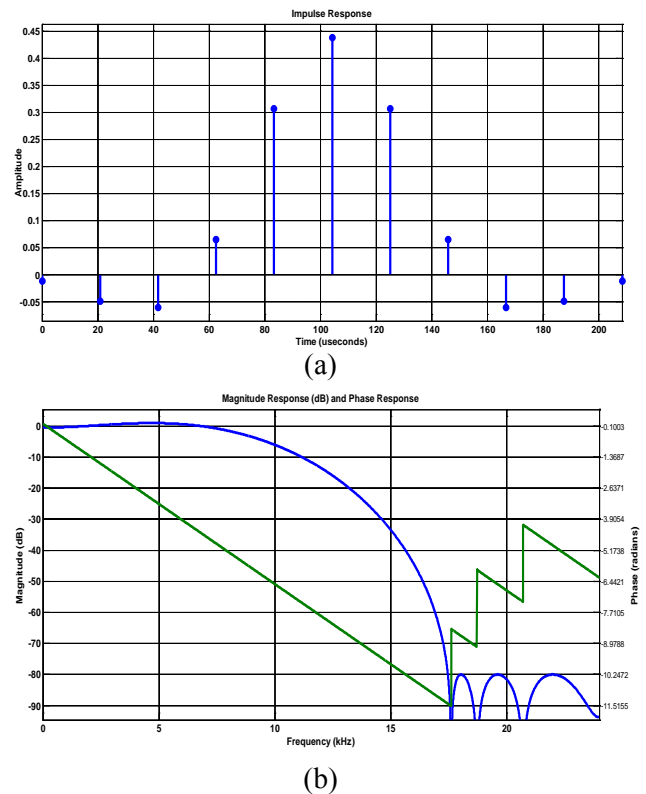 Impulse Response
0.45
0.4
0.35
0.3
0.25
0.2
0.15
0.1
0.05
0
-0.05
Amplitude
0 20 40 60 80 100 120 140 160 180 200
Time (useconds)
(a)
Magnitude Response (dB) and Phase Response
0
-10
-20
-30
-40
-50
-60
-70
-80
-90
Magnitude (dB)
-0.1003
-1.3687
-2.6371
-3.9054
-5.1738
-6.4421
-7.7105
-8.9788
-10.2472
-11.5155
Phase (radians)
0 5 10 15 20
Frequency (kHz)
(b)